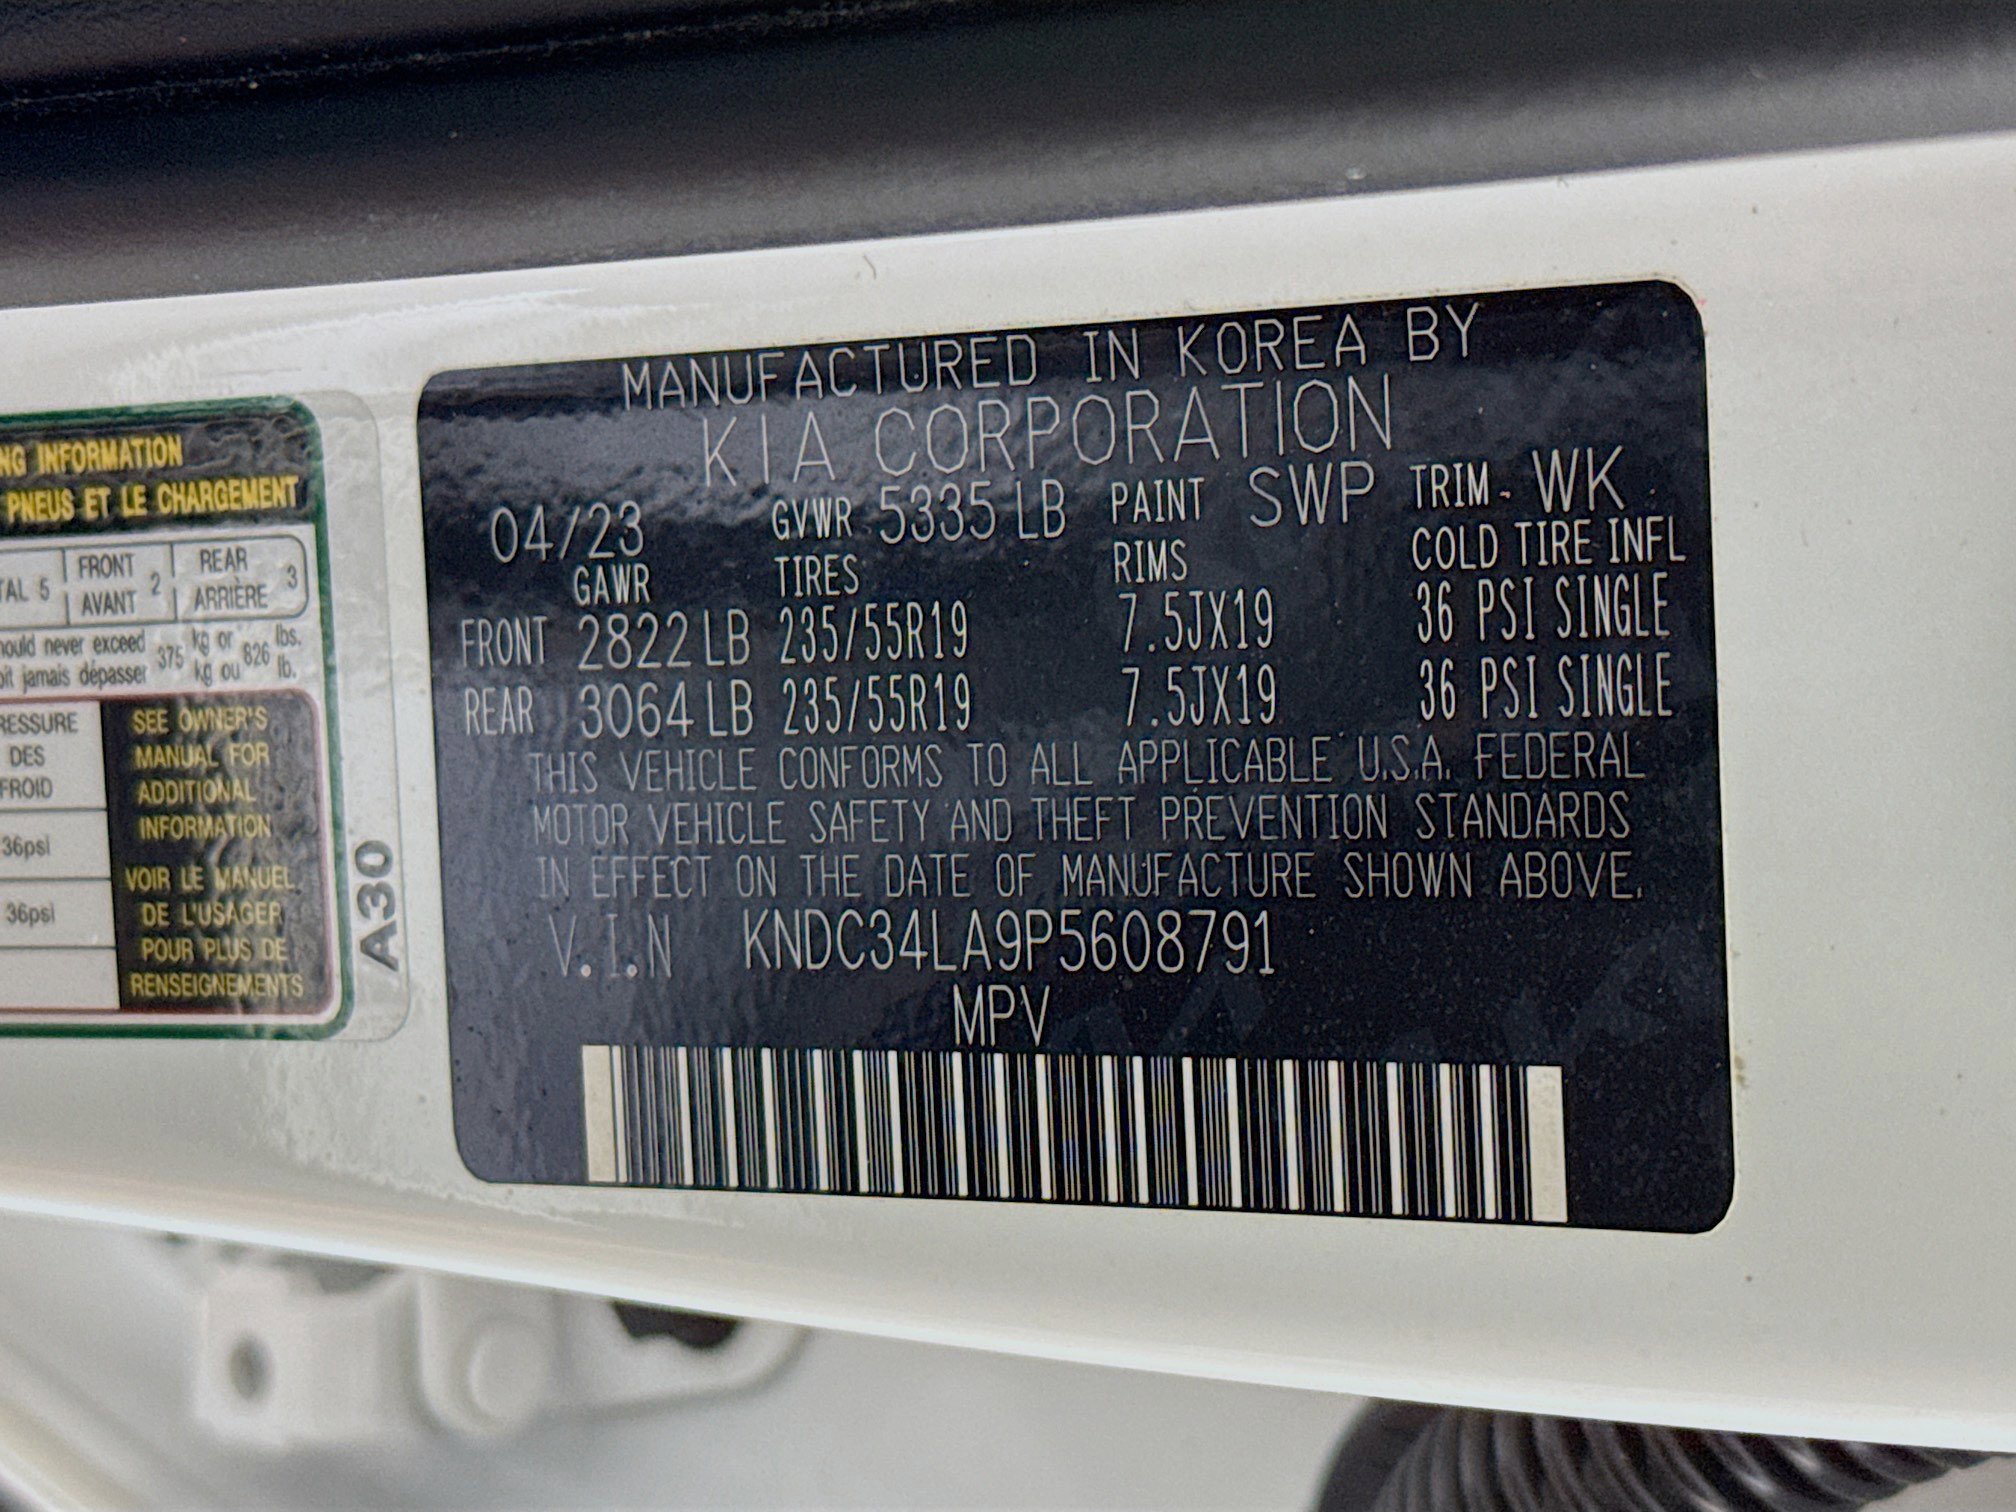 MANUFACTURED IN KOREA BY
KIA CORPORATION
04/23 GVWR 5335 LB PAINT SWP TRIM WK
GAWR TIRES RIMS COLD TIRE INFL
FRONT 2822 LB 235/55R19 7.5JX19 36 PSI SINGLE
REAR 3064 LB 235/55R19 7.5JX19 36 PSI SINGLE
THIS VEHICLE CONFORMS TO ALL APPLICABLE U.S.A. FEDERAL
MOTOR VEHICLE SAFETY AND THEFT PREVENTION STANDARDS
IN EFFECT ON THE DATE OF MANUFACTURE SHOWN ABOVE.
V.I.N KNDC34LA9P5608791
MPV
NG INFORMATION
PNEUS ET LE CHARGEMENT
TAL 5 FRONT AVANT 2 REAR ARRIÈRE 3
hould never exceed 375 kg or 826 lbs.
oit jamais dépasser kg ou lb.
RESSURE
DES
FROID
36psi
36psi
SEE OWNER'S
MANUAL FOR
ADDITIONAL
INFORMATION
VOIR LE MANUEL
DE L'USAGER
POUR PLUS DE
RENSEIGNEMENTS
A30